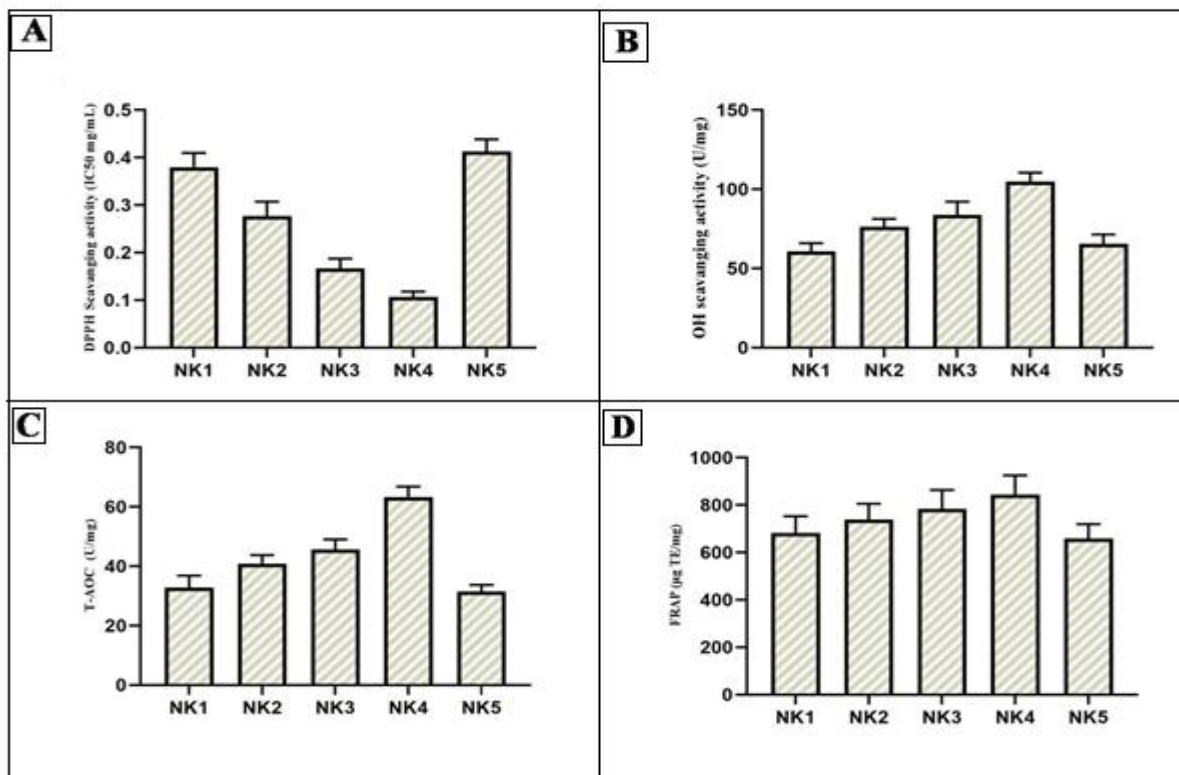 A
DPPH Scavanging activity (IC50 mg/mL)
0.5
0.4
0.3
0.2
0.1
0.0
NK1 NK2 NK3 NK4 NK5
B
OH scavanging activity (U/mg)
150
100
50
0
NK1 NK2 NK3 NK4 NK5
C
T-AOC (U/mg)
80
60
40
20
0
NK1 NK2 NK3 NK4 NK5
D
FRAP (µg TE/mg)
1000
800
600
400
200
0
NK1 NK2 NK3 NK4 NK5